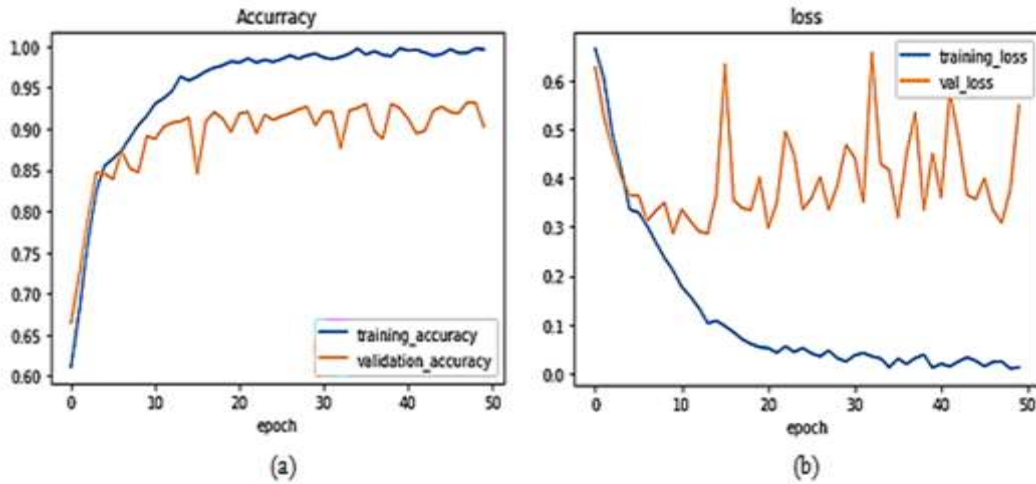 Accurracy
1.00
0.95
0.90
0.85
0.80
0.75
0.70
0.65
0.60
training_accuracy
validation_accuracy
0 10 20 30 40 50
epoch
(a)
loss
0.6
0.5
0.4
0.3
0.2
0.1
0.0
training_loss
val_loss
0 10 20 30 40 50
epoch
(b)